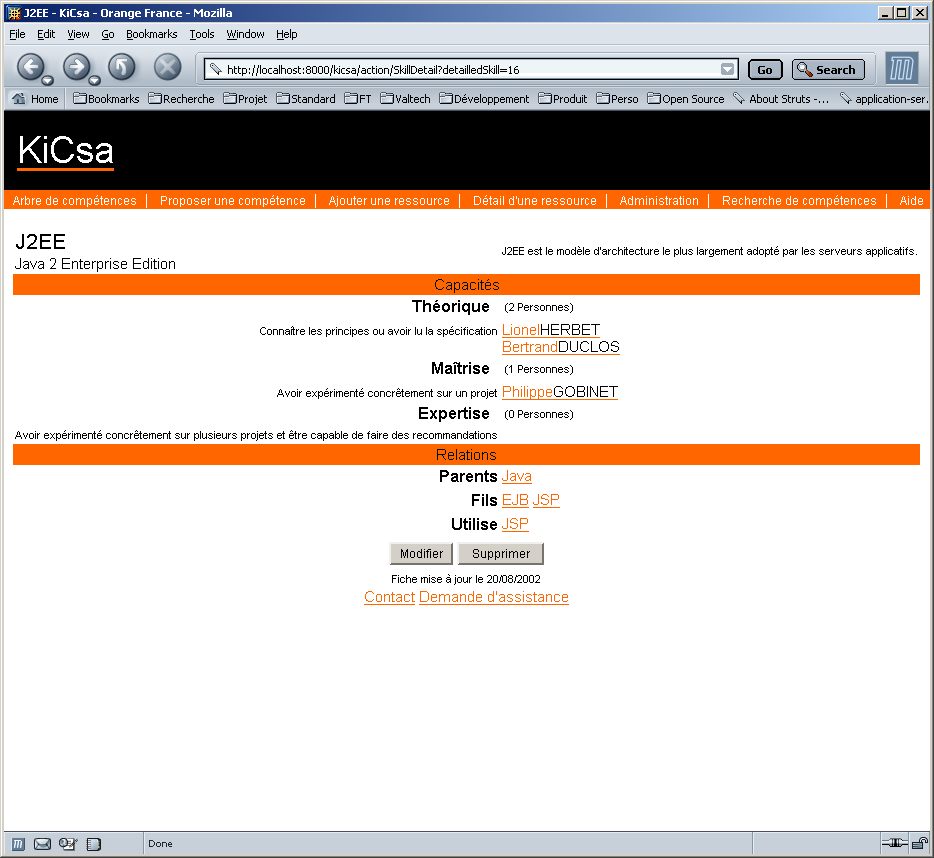 J2EE - KiCsa - Orange France - Mozilla
File Edit View Go Bookmarks Tools Window Help
http://localhost:8000/kicsa/action/SkillDetail?detailledSkill=16 Go Search
Home Bookmarks Recherche Projet Standard FT Valtech Développement Produit Perso Open Source About Struts -... application-ser.
KiCsa
Arbre de compétences Proposer une compétence Ajouter une ressource Détail d'une ressource Administration Recherche de compétences Aide
J2EE
Java 2 Enterprise Edition
J2EE est le modèle d'architecture le plus largement adopté par les serveurs applicatifs.
Capacités
Théorique (2 Personnes)
Connaître les principes ou avoir lu la spécification LionelHERBET
BertrandDUCLOS
Maîtrise (1 Personnes)
Avoir expérimenté concrètement sur un projet PhilippeGOBINET
Expertise (0 Personnes)
Avoir expérimenté concrètement sur plusieurs projets et être capable de faire des recommandations
Relations
Parents Java
Fils EJB JSP
Utilise JSP
Modifier Supprimer
Fiche mise à jour le 20/08/2002
Contact Demande d'assistance
Done